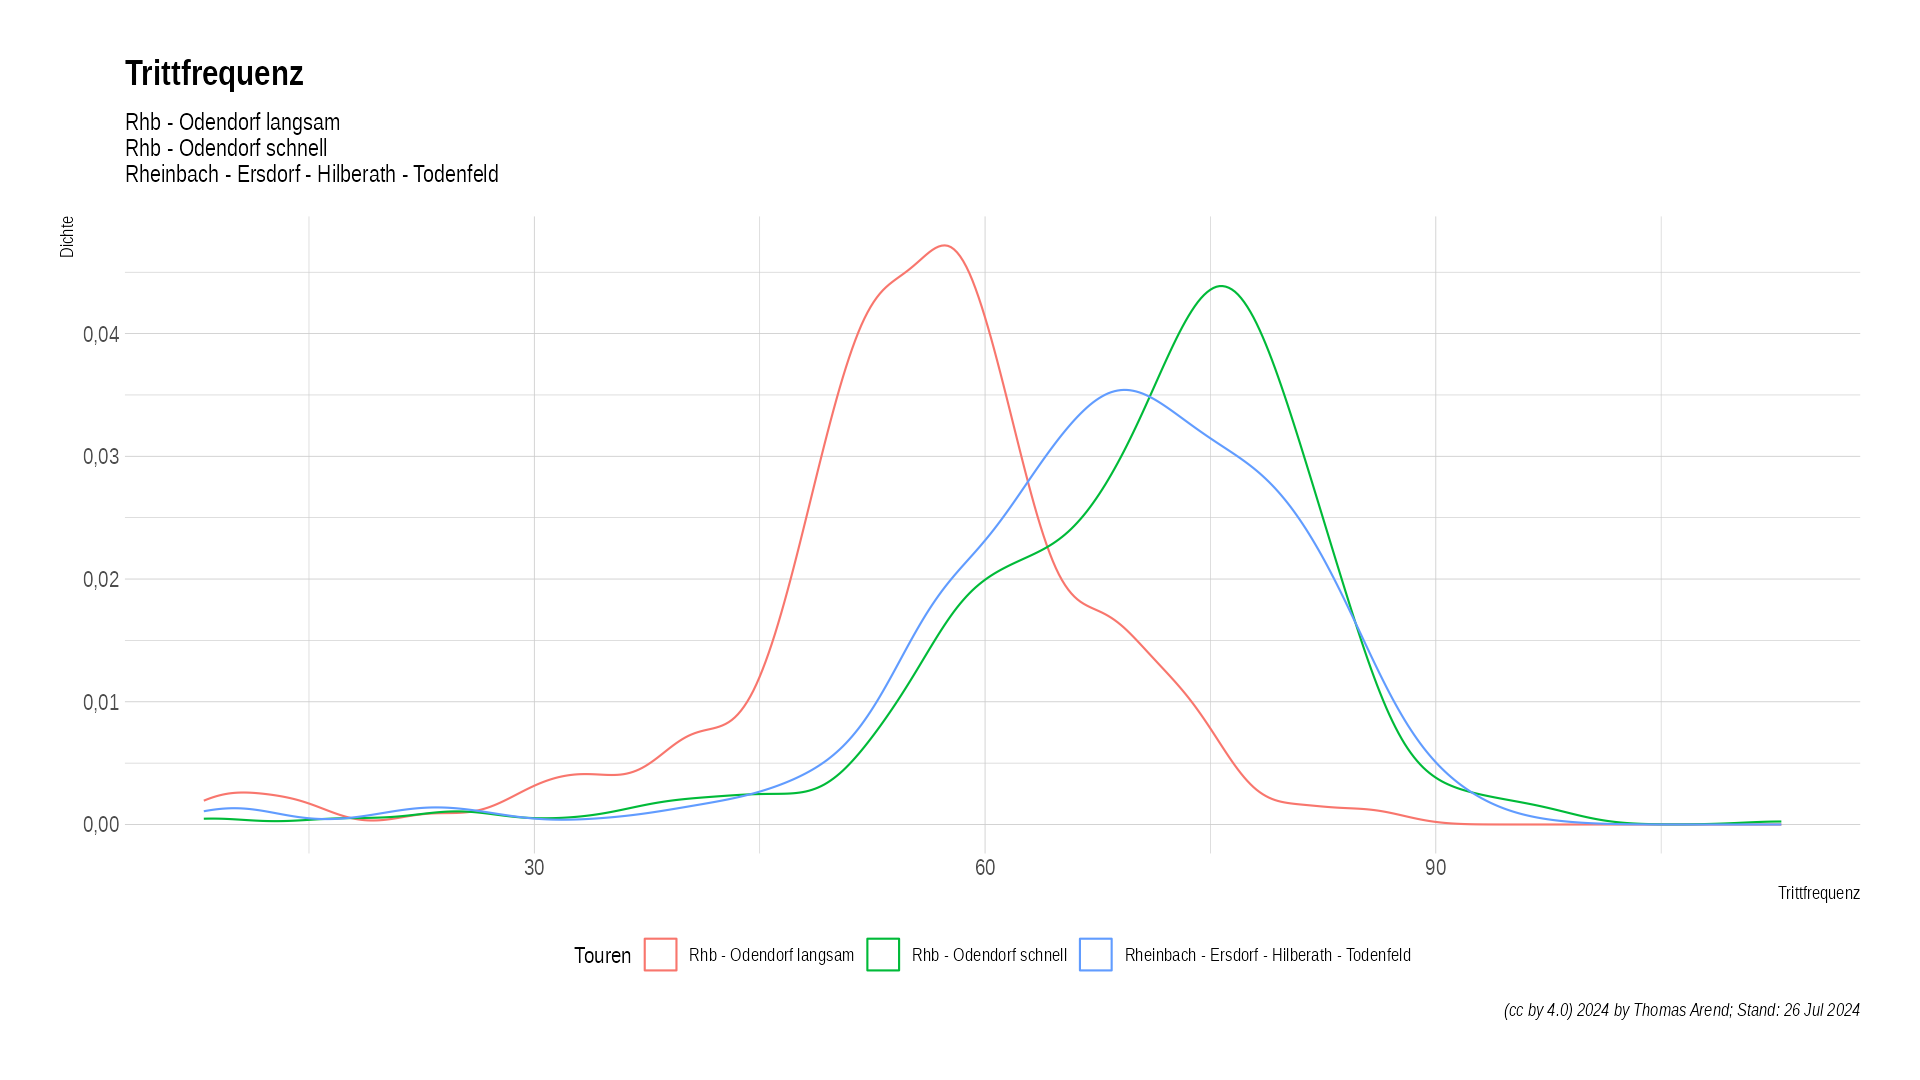 Trittfrequenz
Rhb - Odendorf langsam
Rhb - Odendorf schnell
Rheinbach - Ersdorf - Hilberath - Todenfeld
Dichte
0,04
0,03
0,02
0,01
0,00
30 60 90
Trittfrequenz
Touren Rhb - Odendorf langsam Rhb - Odendorf schnell Rheinbach - Ersdorf - Hilberath - Todenfeld
(cc by 4.0) 2024 by Thomas Arend; Stand: 26 Jul 2024